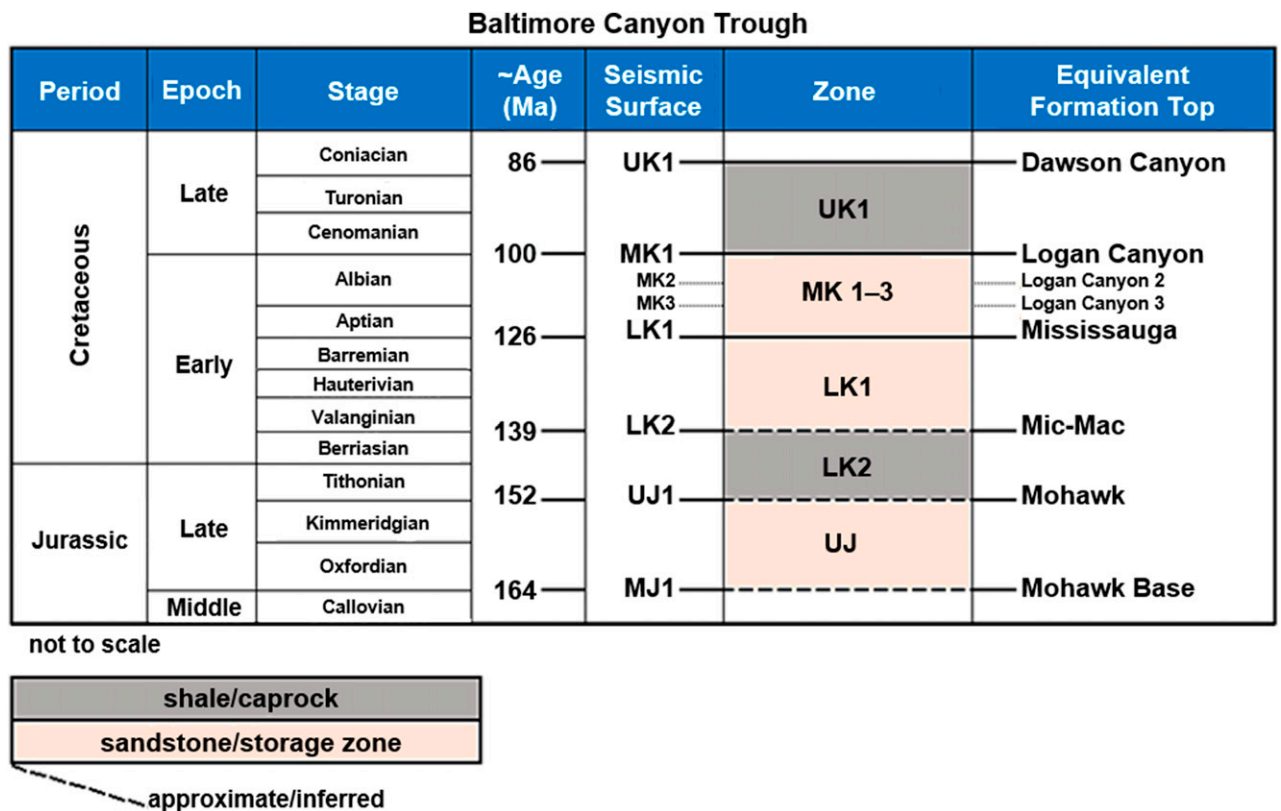 Baltimore Canyon Trough
Period Epoch Stage ~Age (Ma) Seismic Surface Zone Equivalent Formation Top
Cretaceous
Late
Coniacian
Turonian
Cenomanian
Early
Albian
Aptian
Barremian
Hauterivian
Valanginian
Berriasian
Jurassic
Late
Tithonian
Kimmeridgian
Oxfordian
Middle
Callovian
86 UK1 Dawson Canyon
UK1
100 MK1 Logan Canyon
MK2 Logan Canyon 2
MK 1–3
MK3 Logan Canyon 3
126 LK1 Mississauga
LK1
139 LK2 Mic-Mac
LK2
152 UJ1 Mohawk
UJ
164 MJ1 Mohawk Base
not to scale
shale/caprock
sandstone/storage zone
approximate/inferred